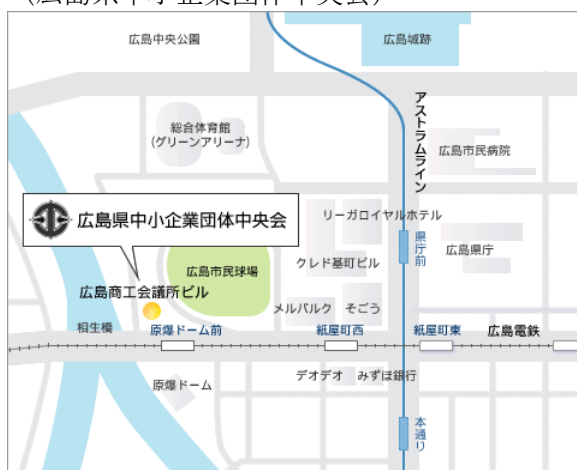 (広島県中小企業団体中央会)
広島中央公園
広島城跡
アストラムライン
総合体育館
(グリーンアリーナ)
広島市民病院
広島県中小企業団体中央会
リーガロイヤルホテル
県庁前
広島県庁
クレド基町ビル
広島市民球場
広島商工会議所ビル
メルパルク
そごう
相生橋
原爆ドーム前
紙屋町西
紙屋町東
広島電鉄
原爆ドーム
デオデオ
みずほ銀行
本通り